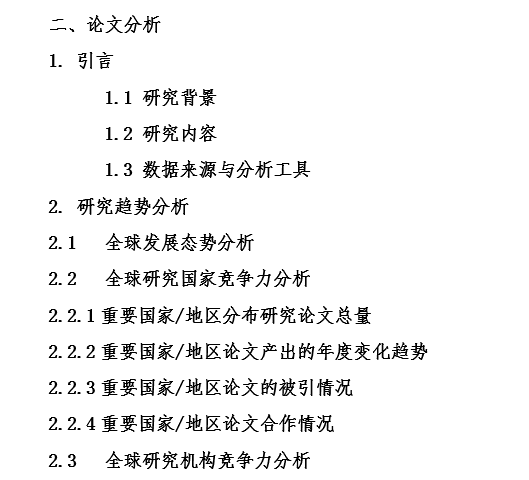 二、论文分析
1. 引言
1.1 研究背景
1.2 研究内容
1.3 数据来源与分析工具
2. 研究趋势分析
2.1 全球发展态势分析
2.2 全球研究国家竞争力分析
2.2.1重要国家/地区分布研究论文总量
2.2.2重要国家/地区论文产出的年度变化趋势
2.2.3重要国家/地区论文的被引情况
2.2.4重要国家/地区论文合作情况
2.3 全球研究机构竞争力分析